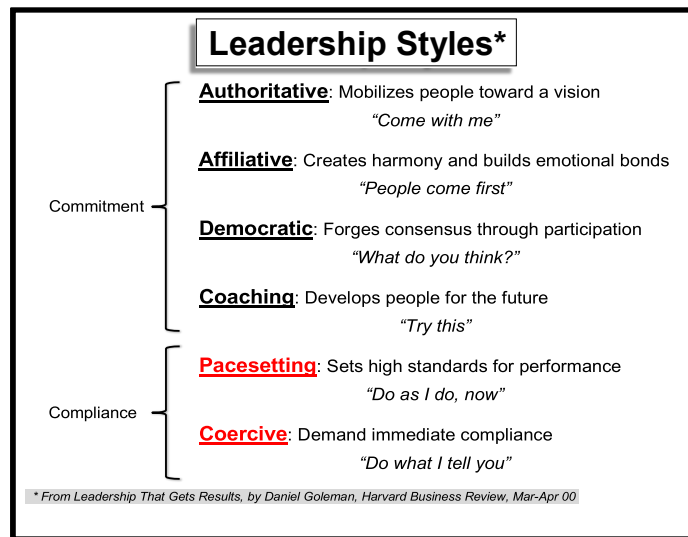 Leadership Styles*
Authoritative: Mobilizes people toward a vision
“Come with me”
Affiliative: Creates harmony and builds emotional bonds
“People come first”
Commitment
Democratic: Forges consensus through participation
“What do you think?”
Coaching: Develops people for the future
“Try this”
Pacesetting: Sets high standards for performance
“Do as I do, now”
Compliance
Coercive: Demand immediate compliance
“Do what I tell you”
* From Leadership That Gets Results, by Daniel Goleman, Harvard Business Review, Mar-Apr 00